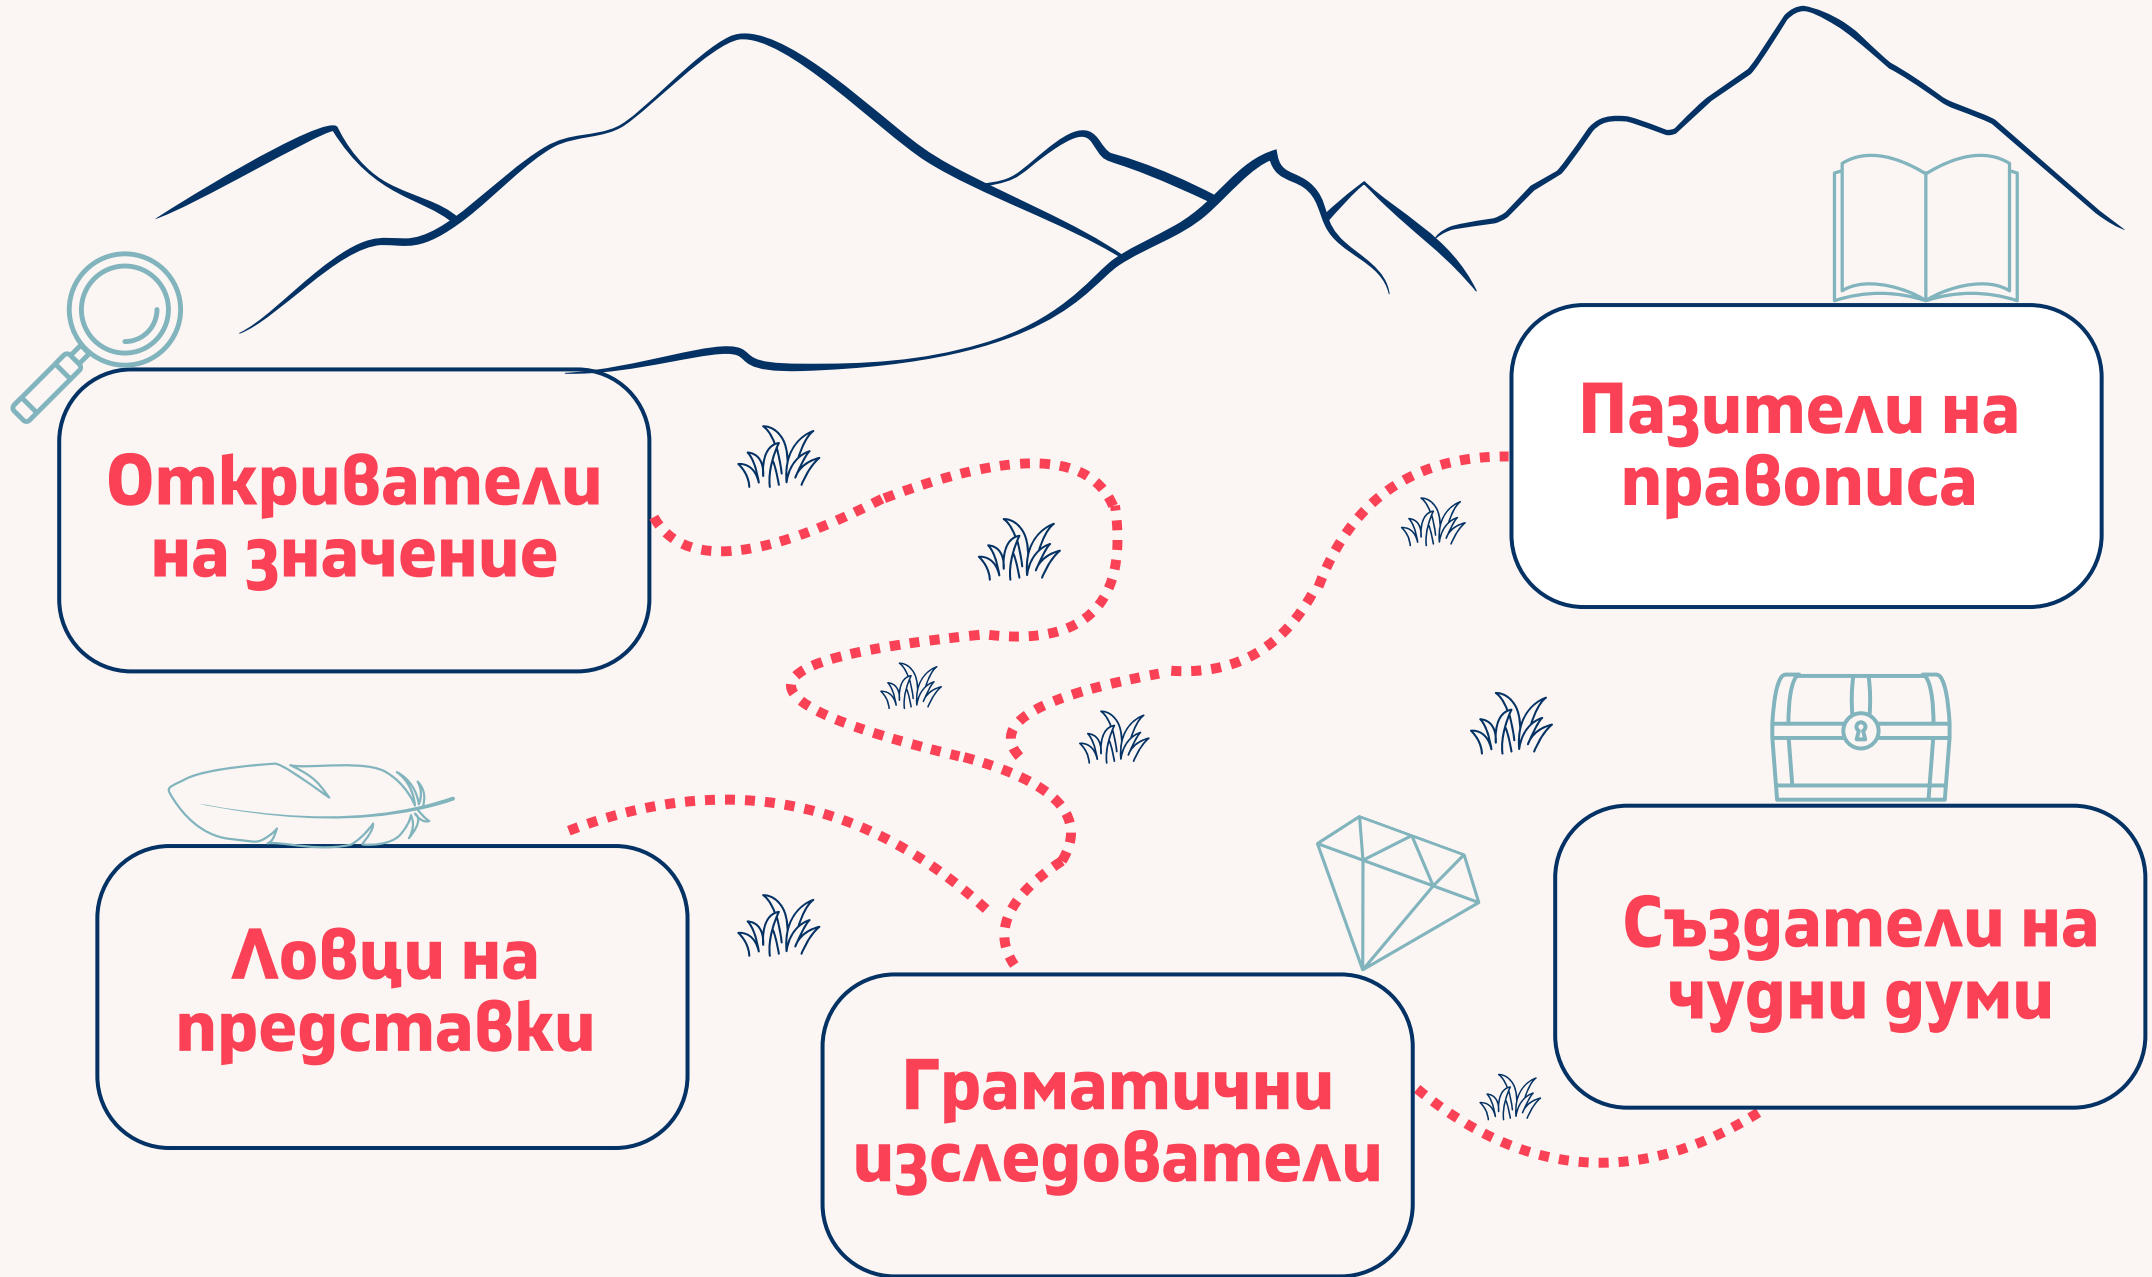 Откриватели
на значение
Пазители на
правописа
Ловци на
представки
Граматични
изследователи
Създатели на
чудни думи